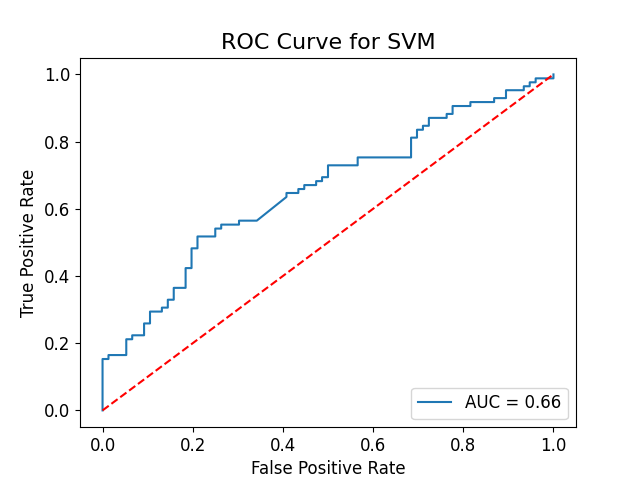 ROC Curve for SVM
True Positive Rate
1.0
0.8
0.6
0.4
0.2
0.0
AUC = 0.66
0.0 0.2 0.4 0.6 0.8 1.0
False Positive Rate